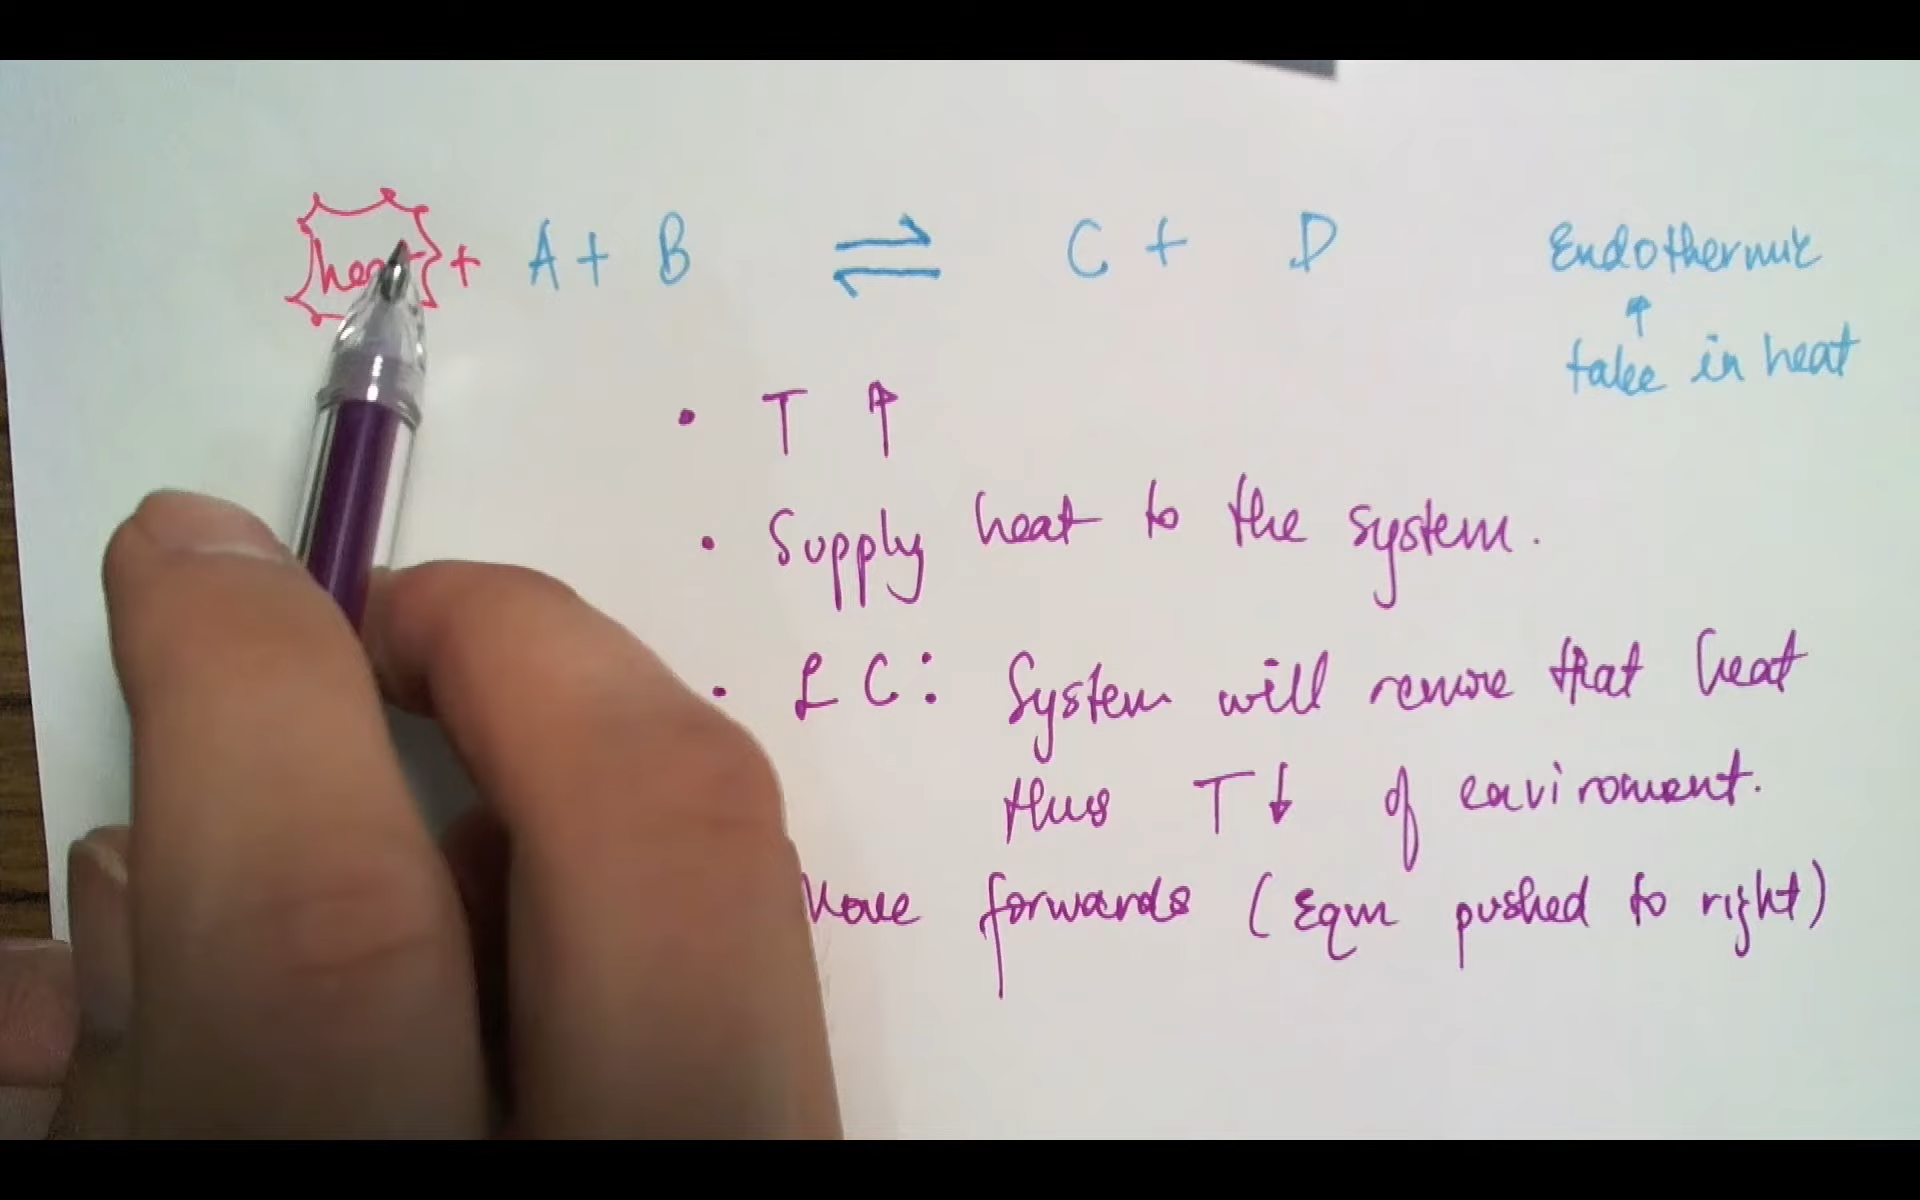 heat + A + B ⇌ C + D Endothermic
↑
take in heat
• T ↑
• Supply heat to the system.
• LC: System will remove that heat
thus T ↓ of enviroment.
Move forwards (Eqm pushed to right)